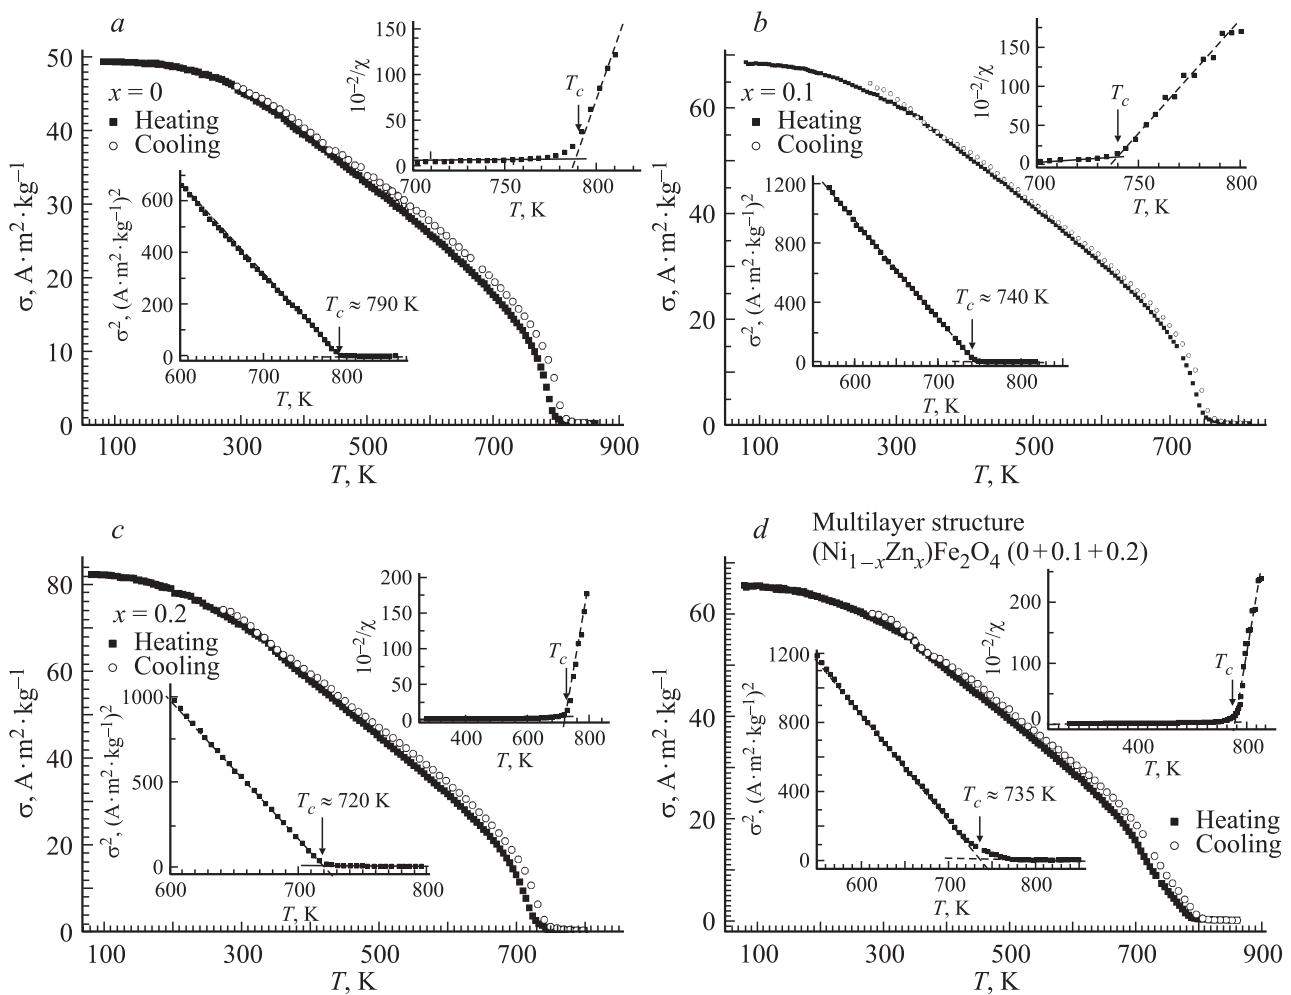 a
50
40
30
20
10
0
σ, A·m²·kg⁻¹
x = 0
■ Heating
○ Cooling
100 300 500 700 900
T, K
150
100
50
0
10⁻²/χ
T_c
700 750 800
T, K
600
400
200
0
σ², (A·m²·kg⁻¹)²
T_c ≈ 790 K
600 700 800
T, K
b
60
40
20
0
σ, A·m²·kg⁻¹
x = 0.1
■ Heating
○ Cooling
100 300 500 700
T, K
150
100
50
0
10⁻²/χ
T_c
700 750 800
T, K
1200
800
400
0
σ², (A·m²·kg⁻¹)²
T_c ≈ 740 K
600 700 800
T, K
c
80
60
40
20
0
σ, A·m²·kg⁻¹
x = 0.2
■ Heating
○ Cooling
100 300 500 700
T, K
200
150
100
50
0
10⁻²/χ
T_c
400 600 800
T, K
1000
500
0
σ², (A·m²·kg⁻¹)²
T_c ≈ 720 K
600 700 800
T, K
d
Multilayer structure
(Ni₁₋ₓZnₓ)Fe₂O₄ (0 + 0.1 + 0.2)
60
40
20
0
σ, A·m²·kg⁻¹
■ Heating
○ Cooling
100 300 500 700 900
T, K
200
100
0
10⁻²/χ
T_c
400 800
T, K
1200
800
400
0
σ², (A·m²·kg⁻¹)²
T_c ≈ 735 K
600 700 800
T, K